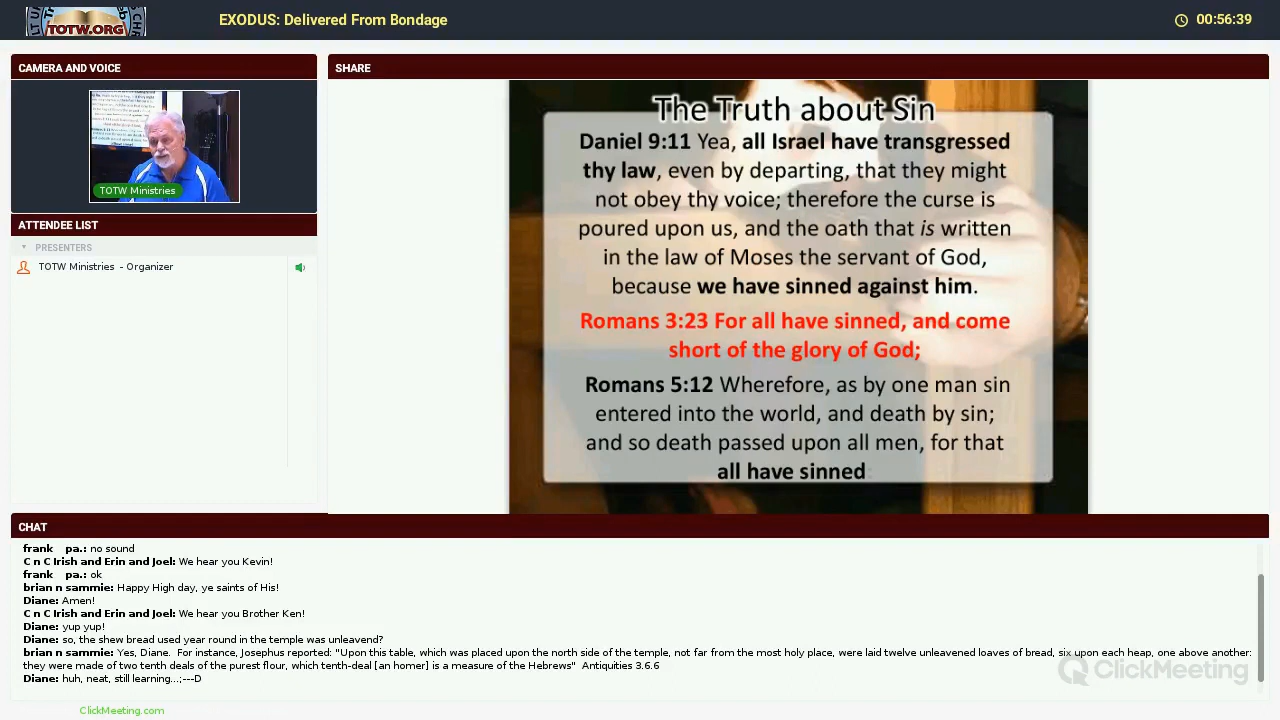 TOTW.ORG
EXODUS: Delivered From Bondage
00:56:39
CAMERA AND VOICE
TOTW Ministries
ATTENDEE LIST
PRESENTERS
TOTW Ministries - Organizer
SHARE
The Truth about Sin
Daniel 9:11 Yea, all Israel have transgressed
thy law, even by departing, that they might
not obey thy voice; therefore the curse is
poured upon us, and the oath that is written
in the law of Moses the servant of God,
because we have sinned against him.
Romans 3:23 For all have sinned, and come
short of the glory of God;
Romans 5:12 Wherefore, as by one man sin
entered into the world, and death by sin;
and so death passed upon all men, for that
all have sinned
CHAT
frank pa.: no sound
C n C Irish and Erin and Joel: We hear you Kevin!
frank pa.: ok
brian n sammie: Happy High day, ye saints of His!
Diane: Amen!
C n C Irish and Erin and Joel: We hear you Brother Ken!
Diane: yup yup!
Diane: so, the shew bread used year round in the temple was unleavend?
brian n sammie: Yes, Diane. For instance, Josephus reported: "Upon this table, which was placed upon the north side of the temple, not far from the most holy place, were laid twelve unleavened loaves of bread, six upon each heap, one above another:
they were made of two tenth deals of the purest flour, which tenth-deal [an homer] is a measure of the Hebrews" Antiquities 3.6.6
Diane: huh, neat, still learning...;---D
ClickMeeting
ClickMeeting.com